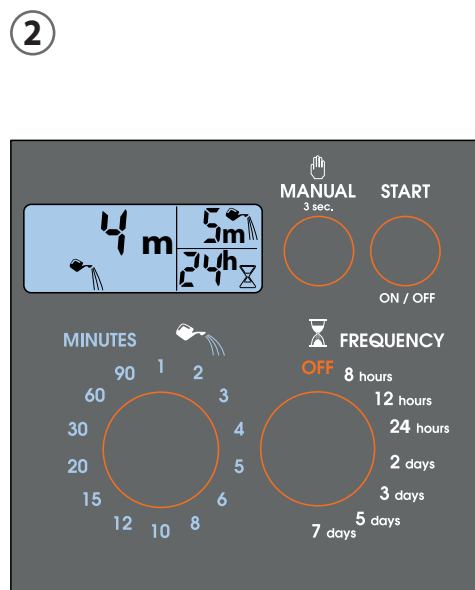 2
MANUAL
3 sec.
START
4 m
5m
24h
ON / OFF
MINUTES
FREQUENCY
OFF
8 hours
12 hours
24 hours
2 days
3 days
5 days
7 days
1
2
3
4
5
6
8
10
12
15
20
30
60
90